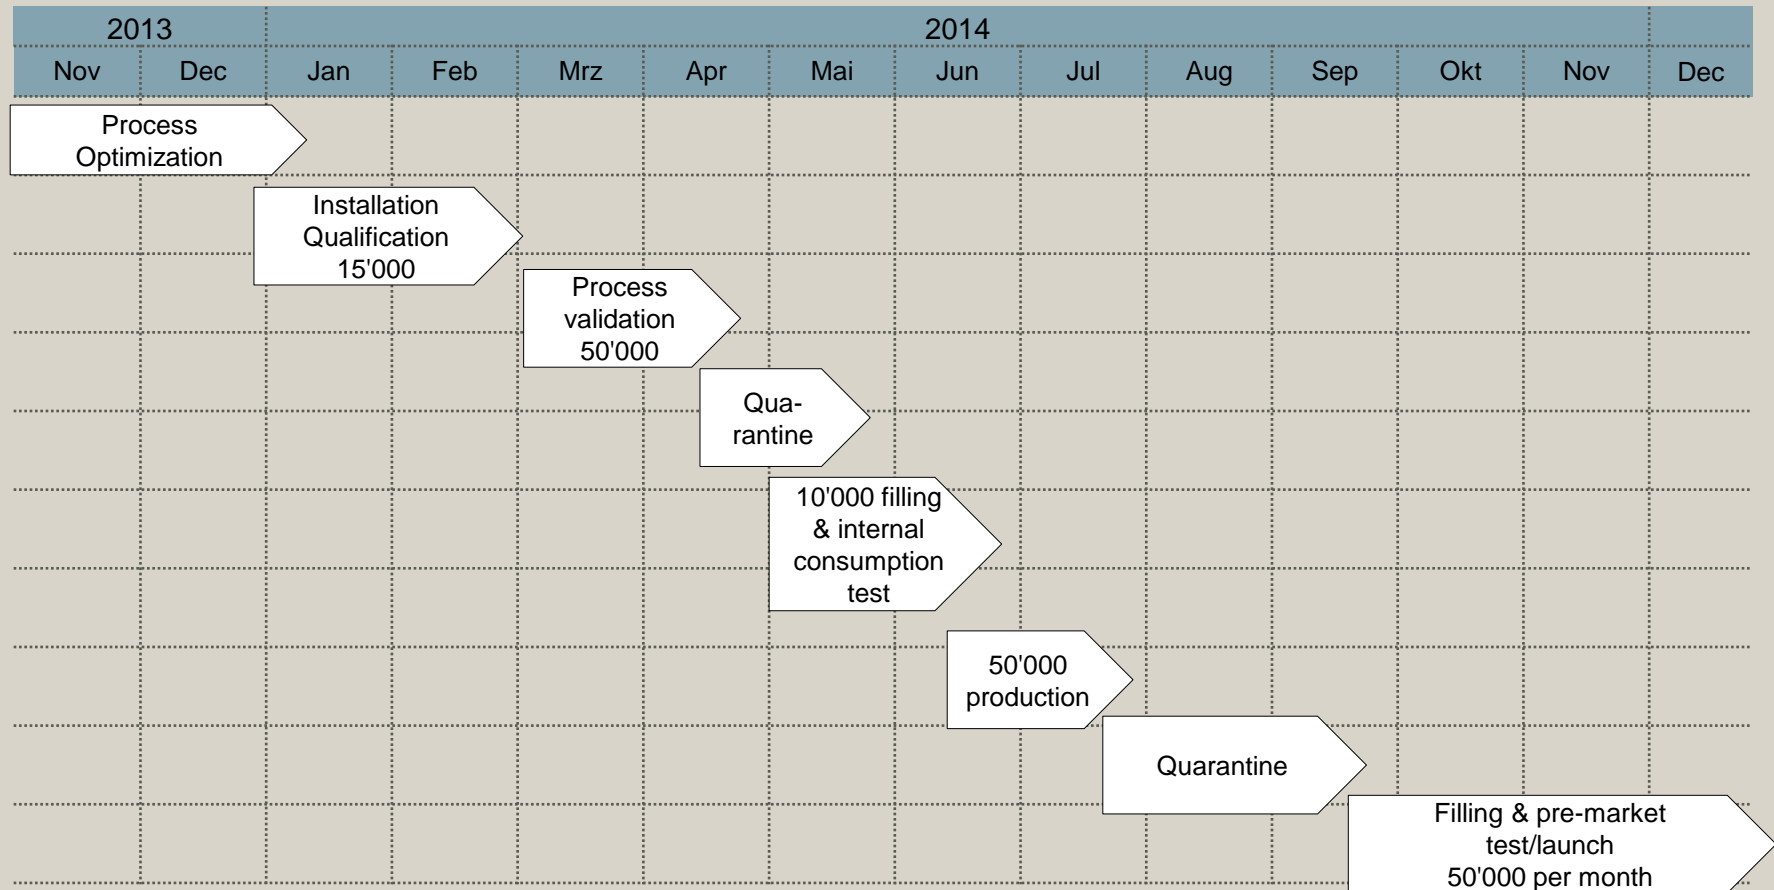 2013
2014
Nov
Dec
Jan
Feb
Mrz
Apr
Mai
Jun
Jul
Aug
Sep
Okt
Nov
Dec
Process
Optimization
Installation
Qualification
15'000
Process
validation
50'000
Qua-
rantine
10'000 filling
& internal
consumption
test
50'000
production
Quarantine
Filling & pre-market
test/launch
50'000 per month